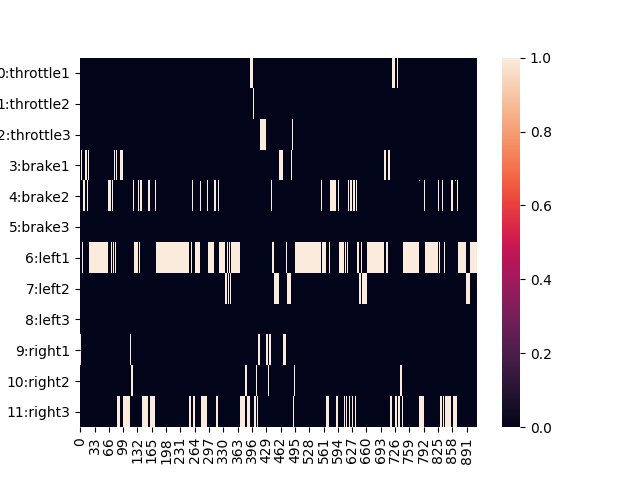 0:throttle1
1:throttle2
2:throttle3
3:brake1
4:brake2
5:brake3
6:left1
7:left2
8:left3
9:right1
10:right2
11:right3
0 33 66 99 132 165 198 231 264 297 330 363 396 429 462 495 528 561 594 627 660 693 726 759 792 825 858 891
1.0
0.8
0.6
0.4
0.2
0.0